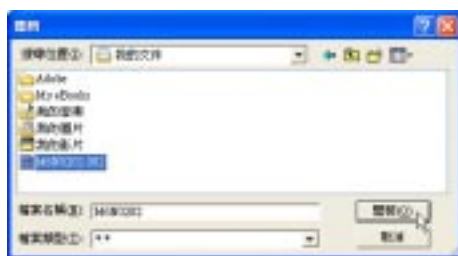 開啟
搜尋位置(I): 我的文件
Adobe
My eBooks
我的音樂
我的圖片
我的影片
檔案名稱(N):
開啟(O)
檔案類型(T): *.*
取消